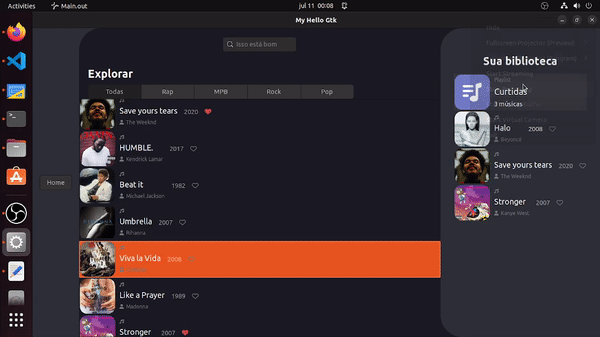 Activities
Main.out
jul 11 00:08
My Hello Gtk
Isso está bom
Explorar
Todas
Rap
MPB
Rock
Pop
Save yours tears 2020
The Weeknd
HUMBLE. 2017
Kendrick Lamar
Beat it 1982
Michael Jackson
Umbrella 2007
Rihanna
Viva la Vida 2008
Like a Prayer 1989
Madonna
Stronger 2007
Home
Sua biblioteca
Playlist
Curtidas
3 músicas
Halo 2008
Beyoncé
Save yours tears 2020
The Weeknd
Stronger 2007
Kanye West